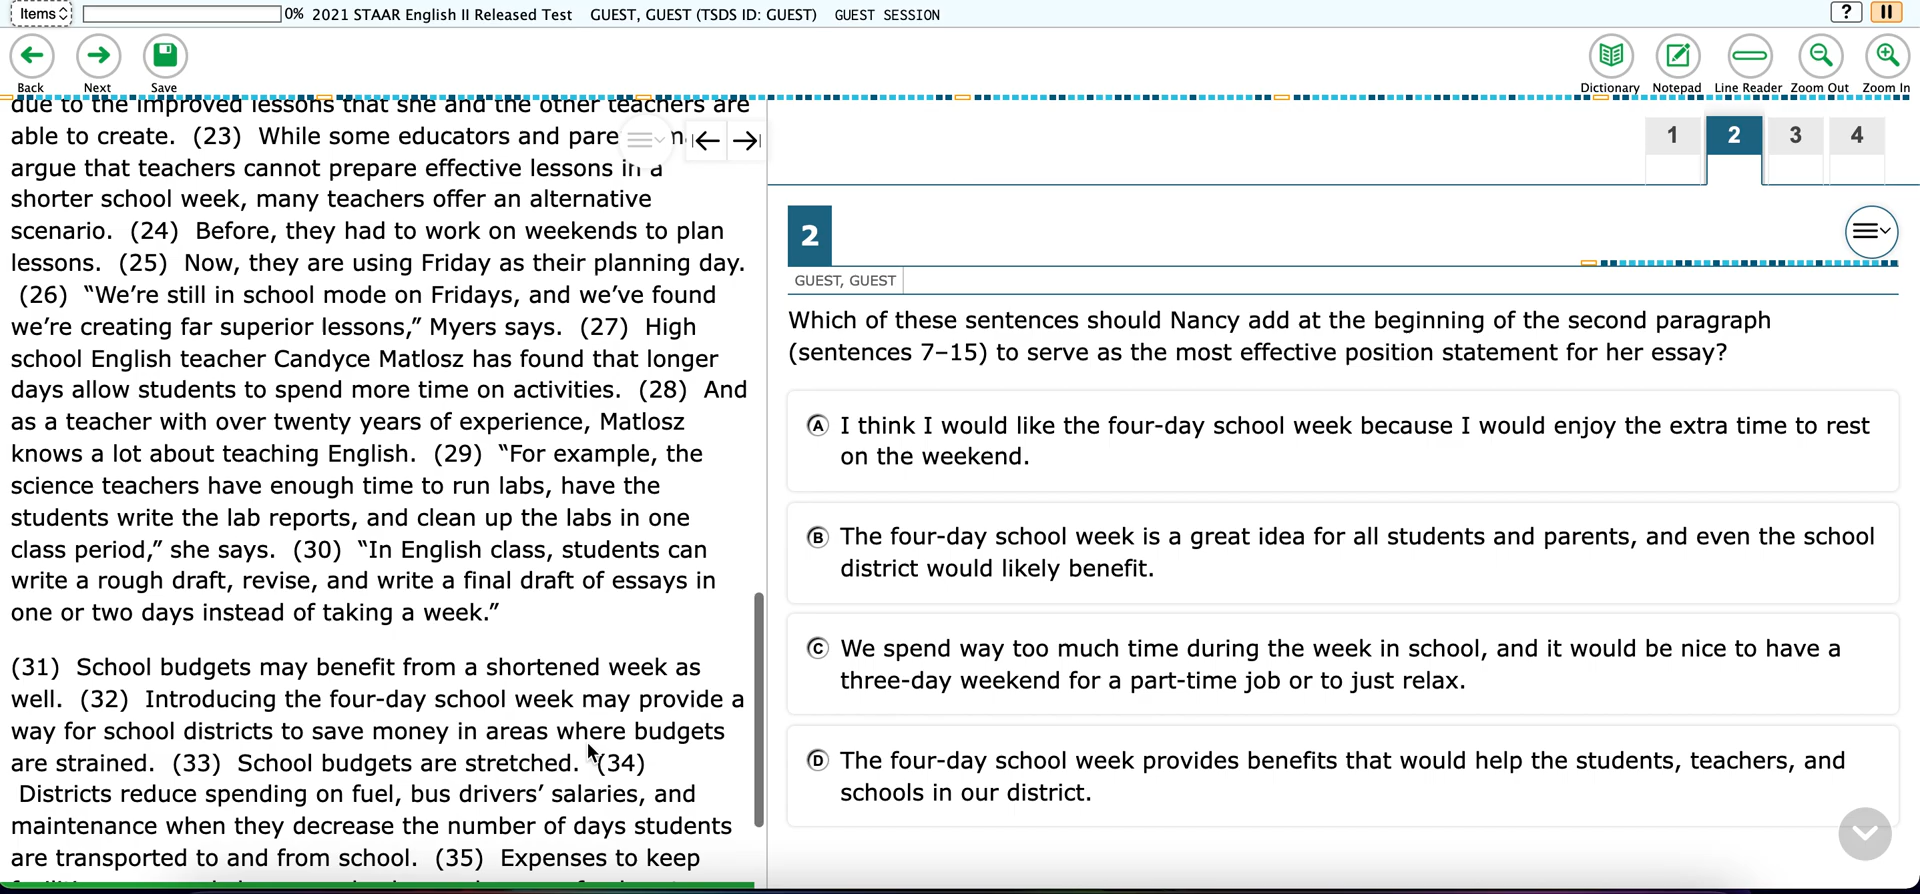 Items 0% 2021 STAAR English II Released Test GUEST, GUEST (TSDS ID: GUEST) GUEST SESSION ?
Back Next Save Dictionary Notepad Line Reader Zoom Out Zoom In
due to the improved lessons that she and the other teachers are
able to create. (23) While some educators and
argue that teachers cannot prepare effective lessons in a
shorter school week, many teachers offer an alternative
scenario. (24) Before, they had to work on weekends to plan
lessons. (25) Now, they are using Friday as their planning day.
(26) “We’re still in school mode on Fridays, and we’ve found
we’re creating far superior lessons,” Myers says. (27) High
school English teacher Candyce Matlosz has found that longer
days allow students to spend more time on activities. (28) And
as a teacher with over twenty years of experience, Matlosz
knows a lot about teaching English. (29) “For example, the
science teachers have enough time to run labs, have the
students write the lab reports, and clean up the labs in one
class period,” she says. (30) “In English class, students can
write a rough draft, revise, and write a final draft of essays in
one or two days instead of taking a week.”
(31) School budgets may benefit from a shortened week as
well. (32) Introducing the four-day school week may provide a
way for school districts to save money in areas where budgets
are strained. (33) School budgets are stretched. (34)
Districts reduce spending on fuel, bus drivers’ salaries, and
maintenance when they decrease the number of days students
are transported to and from school. (35) Expenses to keep
1 2 3 4
2
GUEST, GUEST
Which of these sentences should Nancy add at the beginning of the second paragraph
(sentences 7–15) to serve as the most effective position statement for her essay?
A I think I would like the four-day school week because I would enjoy the extra time to rest
on the weekend.
B The four-day school week is a great idea for all students and parents, and even the school
district would likely benefit.
C We spend way too much time during the week in school, and it would be nice to have a
three-day weekend for a part-time job or to just relax.
D The four-day school week provides benefits that would help the students, teachers, and
schools in our district.